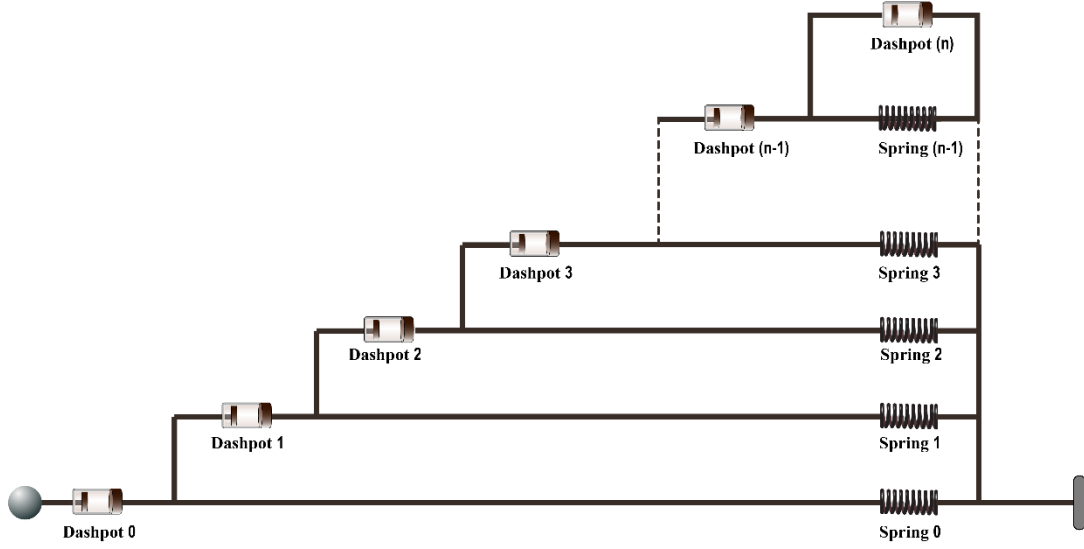 Dashpot (n)
Dashpot (n-1)
Spring (n-1)
Dashpot 3
Spring 3
Dashpot 2
Spring 2
Dashpot 1
Spring 1
Dashpot 0
Spring 0